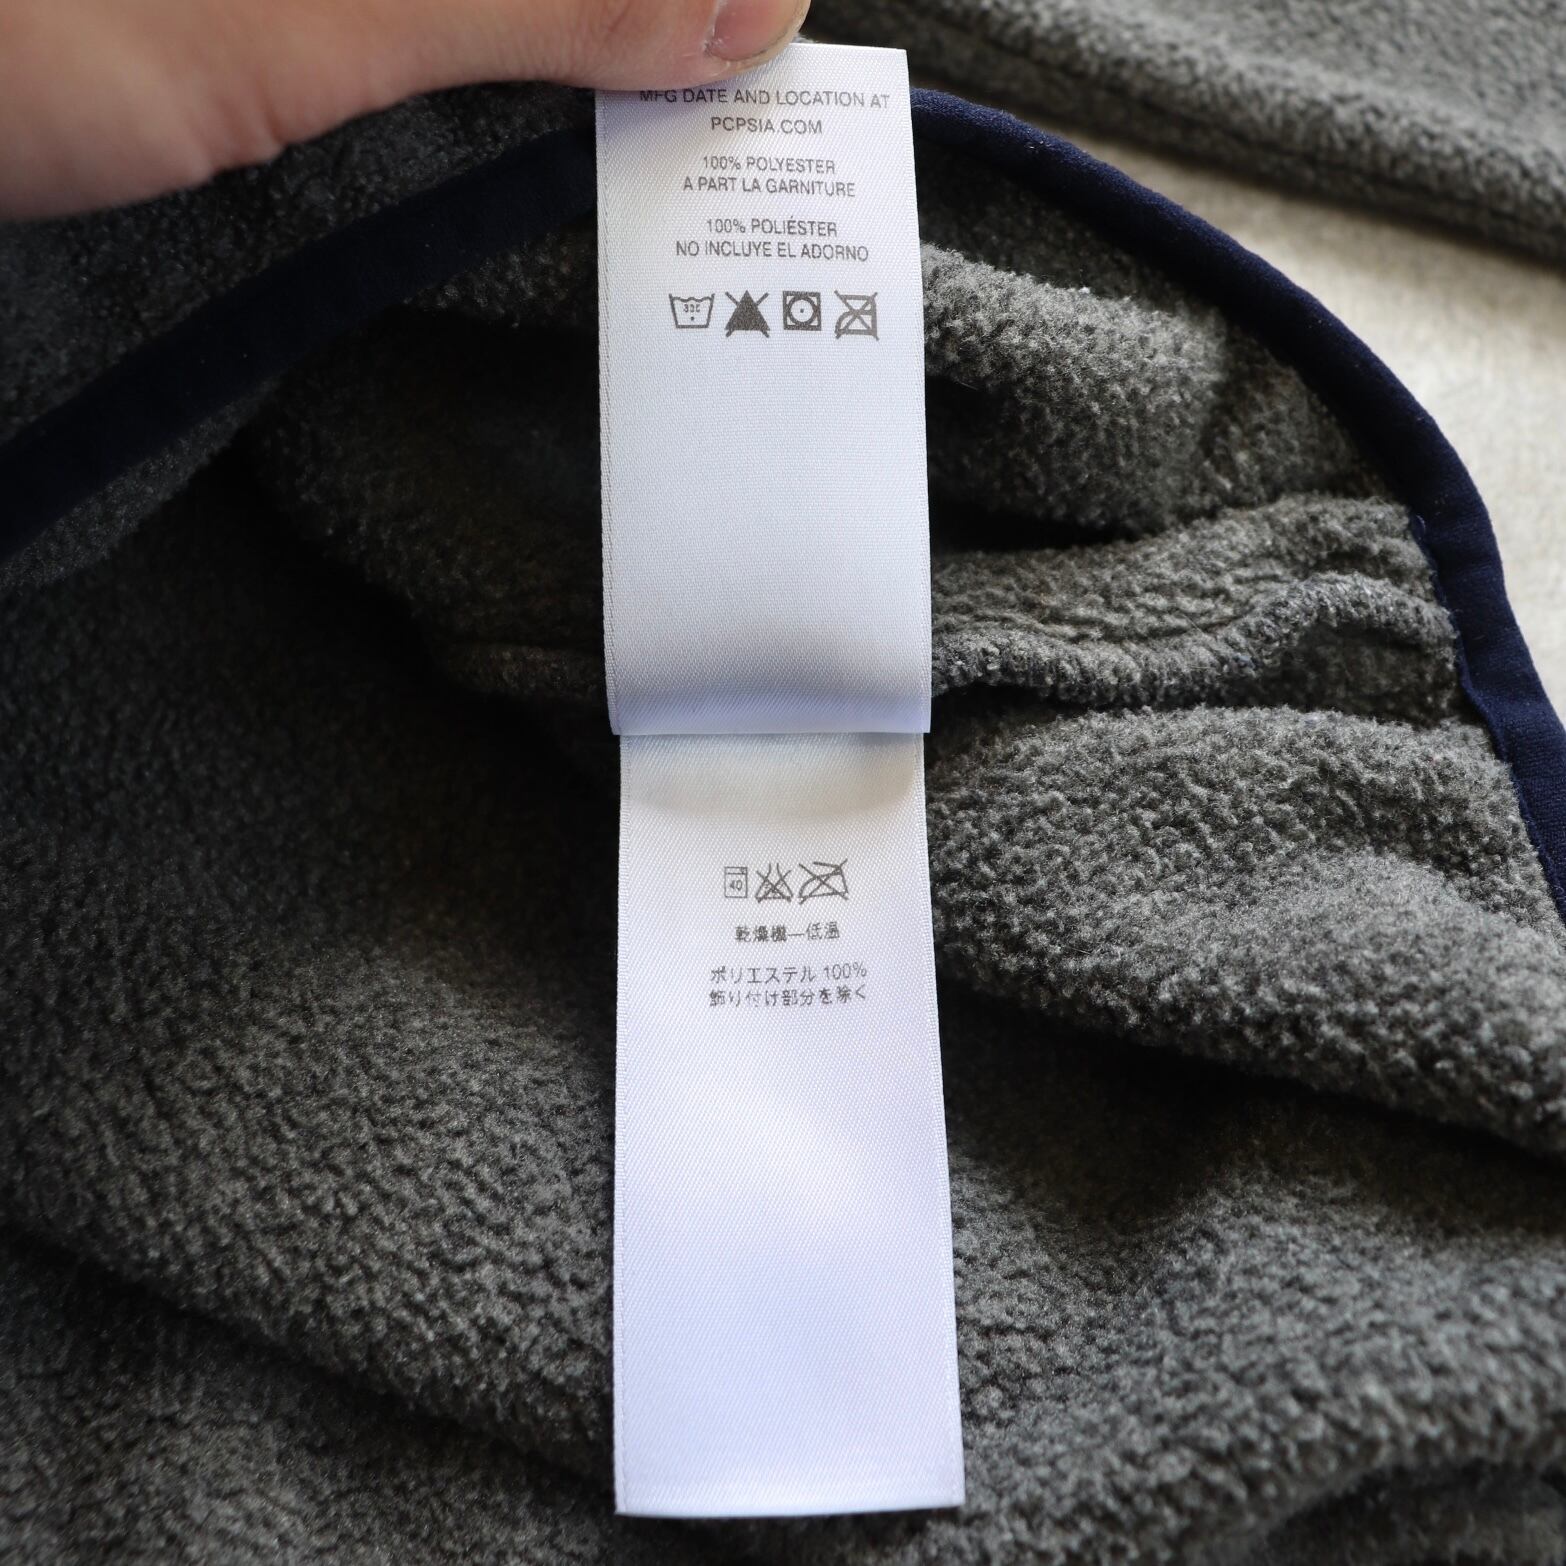 MFG DATE AND LOCATION AT
PCPSIA.COM
100% POLYESTER
A PART LA GARNITURE
100% POLIÉSTER
NO INCLUYE EL ADORNO
30C
40
乾燥機―低温
ポリエステル 100%
飾り付け部分を除く